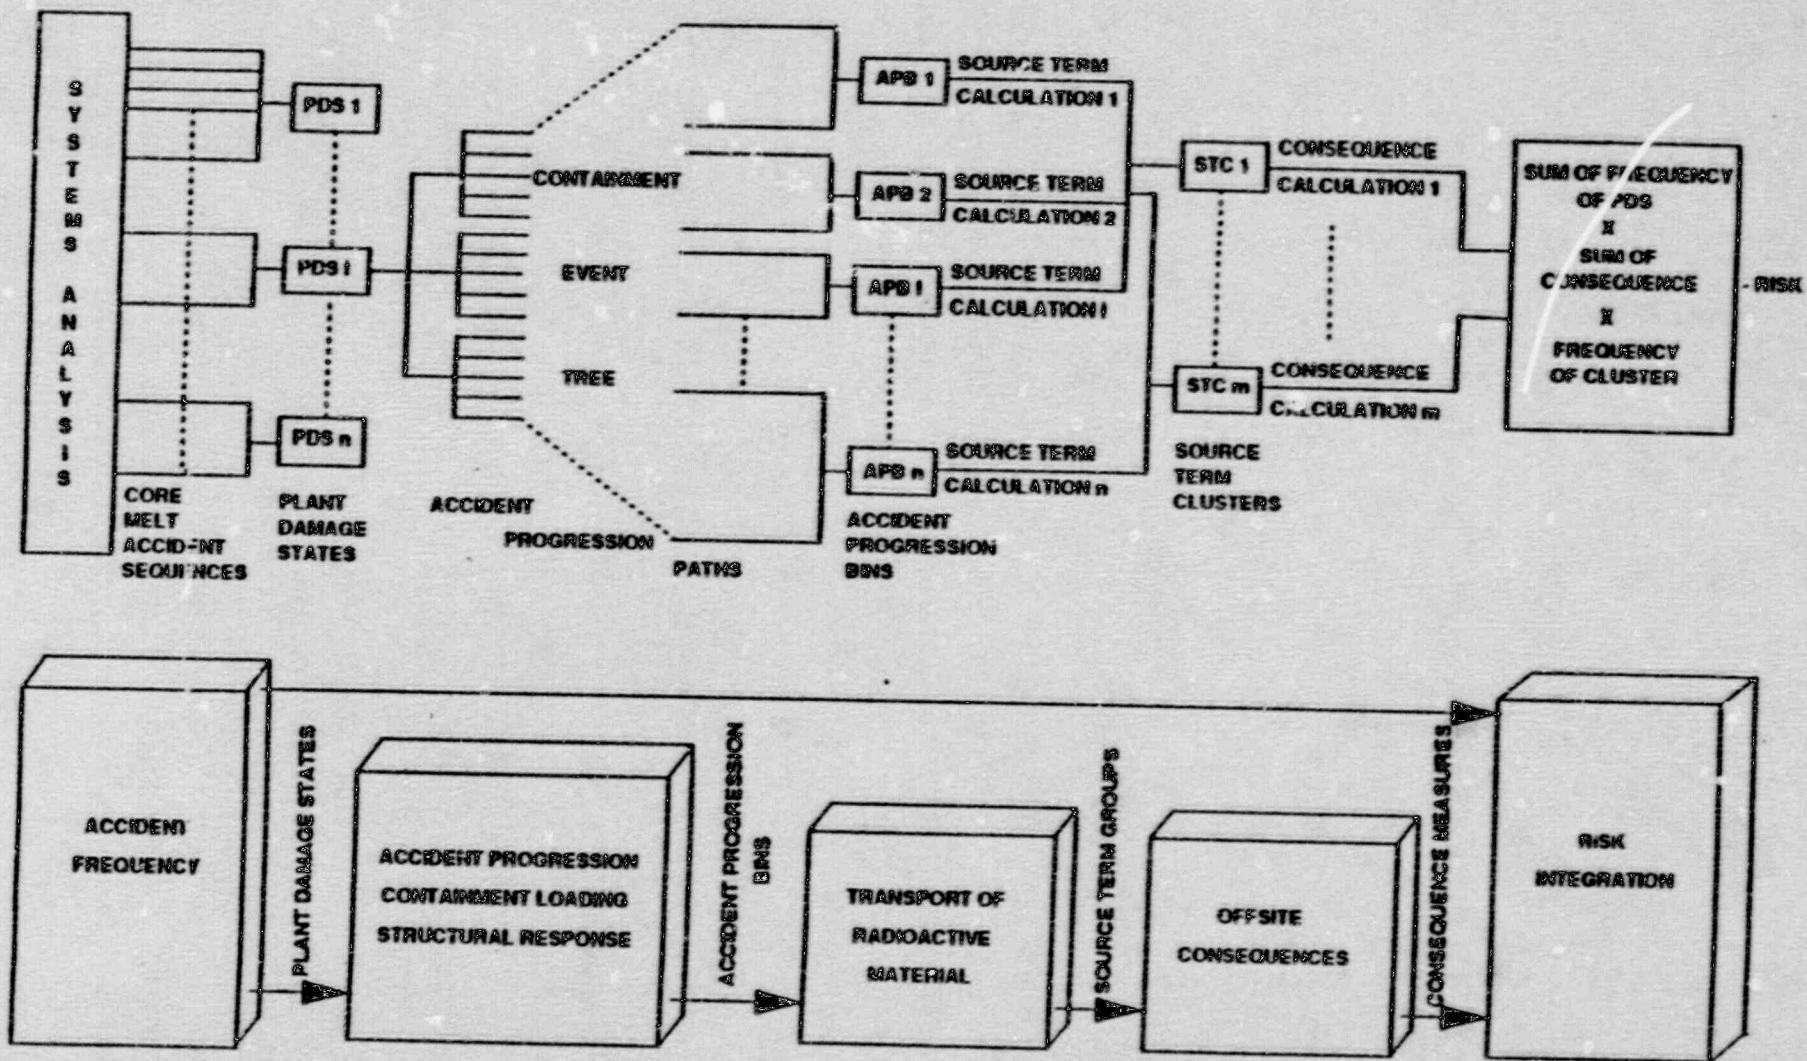 SYSTEMS ANALYSIS
PDS 1
PDS i
PDS n
CORE
MELT
ACCIDENT
SEQUENCES
PLANT
DAMAGE
STATES
CONTAINMENT
EVENT
TREE
ACCIDENT
PROGRESSION
PATHS
APB 1
APB 2
APB i
APB n
SOURCE TERM
CALCULATION 1
SOURCE TERM
CALCULATION 2
SOURCE TERM
CALCULATION i
SOURCE TERM
CALCULATION n
ACCIDENT
PROGRESSION
BINS
STC 1
STC m
SOURCE
TERM
CLUSTERS
CONSEQUENCE
CALCULATION 1
CONSEQUENCE
CALCULATION m
SUM OF FREQUENCY
OF PDS
X
SUM OF
CONSEQUENCE
X
FREQUENCY
OF CLUSTER
- RISK
ACCIDENT
FREQUENCY
PLANT DAMAGE STATES
ACCIDENT PROGRESSION
CONTAINMENT LOADING
STRUCTURAL RESPONSE
ACCIDENT PROGRESSION
BINS
TRANSPORT OF
RADIOACTIVE
MATERIAL
SOURCE TERM GROUPS
OFFSITE
CONSEQUENCES
CONSEQUENCE MEASURES
RISK
INTEGRATION